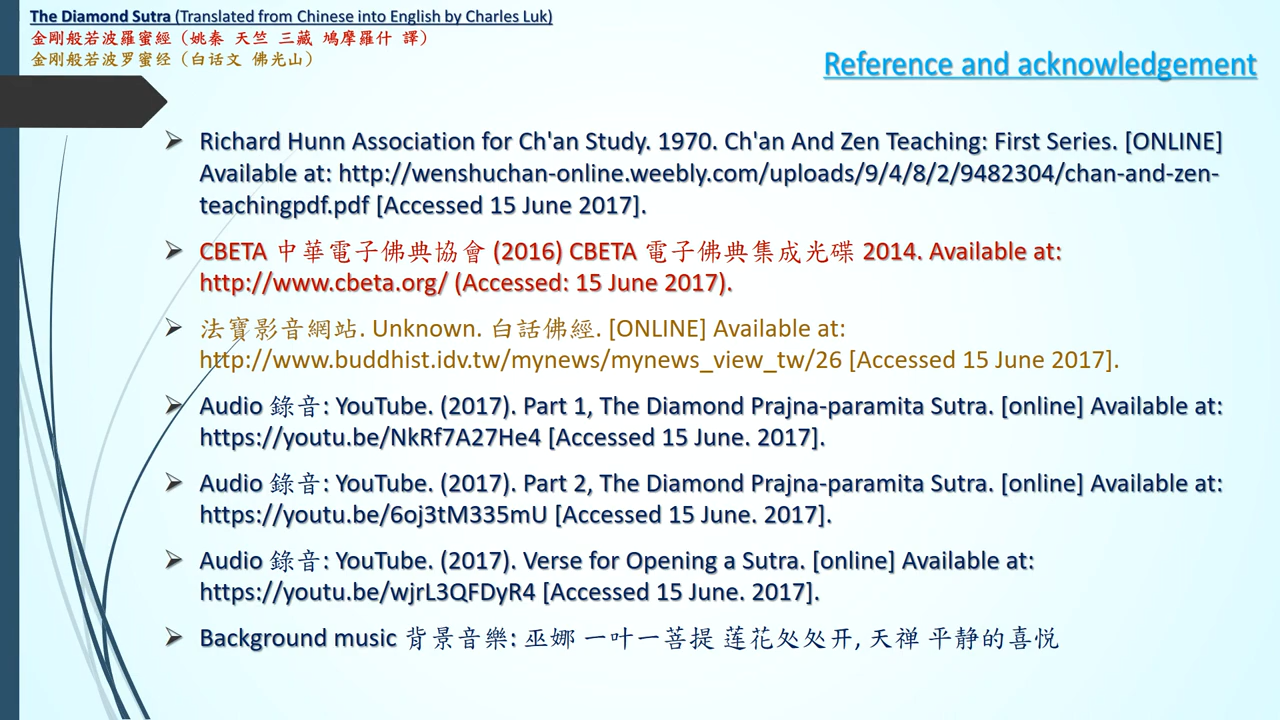 The Diamond Sutra (Translated from Chinese into English by Charles Luk)
金剛般若波羅蜜經（姚秦 天竺 三藏 鳩摩羅什 譯）
金刚般若波罗蜜经（白话文 佛光山）
Reference and acknowledgement
Richard Hunn Association for Ch'an Study. 1970. Ch'an And Zen Teaching: First Series. [ONLINE]
Available at: http://wenshuchan-online.weebly.com/uploads/9/4/8/2/9482304/chan-and-zen-
teachingpdf.pdf [Accessed 15 June 2017].
CBETA 中華電子佛典協會 (2016) CBETA 電子佛典集成光碟 2014. Available at:
http://www.cbeta.org/ (Accessed: 15 June 2017).
法寶影音網站. Unknown. 白話佛經. [ONLINE] Available at:
http://www.buddhist.idv.tw/mynews/mynews_view_tw/26 [Accessed 15 June 2017].
Audio 錄音: YouTube. (2017). Part 1, The Diamond Prajna-paramita Sutra. [online] Available at:
https://youtu.be/NkRf7A27He4 [Accessed 15 June. 2017].
Audio 錄音: YouTube. (2017). Part 2, The Diamond Prajna-paramita Sutra. [online] Available at:
https://youtu.be/6oj3tM335mU [Accessed 15 June. 2017].
Audio 錄音: YouTube. (2017). Verse for Opening a Sutra. [online] Available at:
https://youtu.be/wjrL3QFDyR4 [Accessed 15 June. 2017].
Background music 背景音樂: 巫娜 一叶一菩提 莲花处处开, 天禅 平静的喜悦